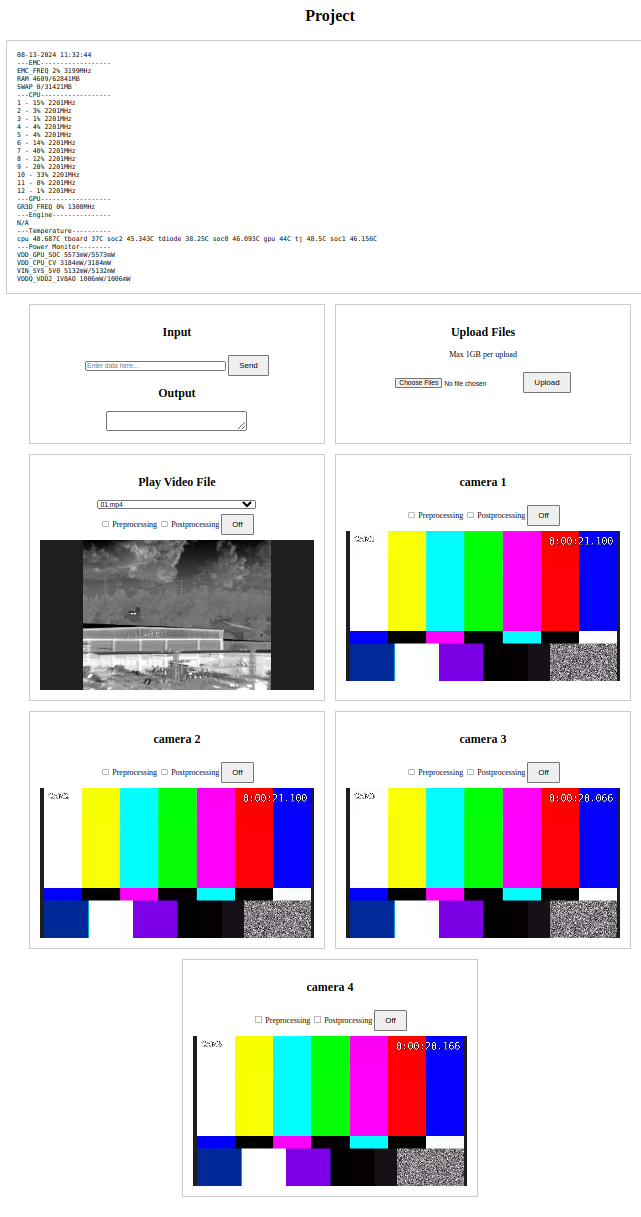 Project
08-13-2024 11:32:44
---EMC------------------
EMC_FREQ 2% 3199MHz
RAM 4609/62841MB
SWAP 0/31421MB
---CPU------------------
1 - 15% 2201MHz
2 - 3% 2201MHz
3 - 1% 2201MHz
4 - 4% 2201MHz
5 - 4% 2201MHz
6 - 14% 2201MHz
7 - 40% 2201MHz
8 - 12% 2201MHz
9 - 28% 2201MHz
10 - 33% 2201MHz
11 - 8% 2201MHz
12 - 1% 2201MHz
---GPU------------------
GR3D_FREQ 0% 1300MHz
---Engine---------------
N/A
---Temperature----------
cpu 48.687C tboard 37C soc2 45.343C tdiode 38.25C soc0 46.093C gpu 44C tj 48.5C soc1 46.156C
---Power Monitor--------
VDD_GPU_SOC 5573mW/5573mW
VDD_CPU_CV 3184mW/3184mW
VIN_SYS_5V0 5132mW/5132mW
VDDQ_VDD2_1V8AO 1006mW/1006mW
Input
Enter data here... Send
Output
Upload Files
Max 1GB per upload
Choose Files No file chosen Upload
Play Video File
01.mp4
Preprocessing Postprocessing Off
camera 1
Preprocessing Postprocessing Off
0:00:21.100
camera 2
Preprocessing Postprocessing Off
0:00:21.100
camera 3
Preprocessing Postprocessing Off
0:00:20.066
camera 4
Preprocessing Postprocessing Off
0:00:20.166